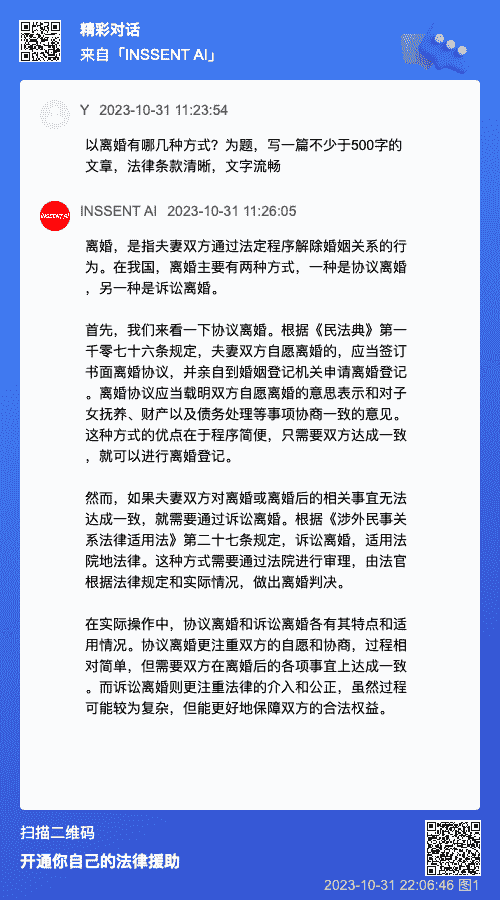 精彩对话
来自「INSSENT AI」
Y 2023-10-31 11:23:54
以离婚有哪几种方式？为题，写一篇不少于500字的
文章，法律条款清晰，文字流畅
INSSENT AI
INSSENT AI 2023-10-31 11:26:05
离婚，是指夫妻双方通过法定程序解除婚姻关系的行
为。在我国，离婚主要有两种方式，一种是协议离婚
，另一种是诉讼离婚。
首先，我们来看一下协议离婚。根据《民法典》第一
千零七十六条规定，夫妻双方自愿离婚的，应当签订
书面离婚协议，并亲自到婚姻登记机关申请离婚登记
。离婚协议应当载明双方自愿离婚的意思表示和对子
女抚养、财产以及债务处理等事项协商一致的意见。
这种方式的优点在于程序简便，只需要双方达成一致
，就可以进行离婚登记。
然而，如果夫妻双方对离婚或离婚后的相关事宜无法
达成一致，就需要通过诉讼离婚。根据《涉外民事关
系法律适用法》第二十七条规定，诉讼离婚，适用法
院地法律。这种方式需要通过法院进行审理，由法官
根据法律规定和实际情况，做出离婚判决。
在实际操作中，协议离婚和诉讼离婚各有其特点和适
用情况。协议离婚更注重双方的自愿和协商，过程相
对简单，但需要双方在离婚后的各项事宜上达成一致
。而诉讼离婚则更注重法律的介入和公正，虽然过程
可能较为复杂，但能更好地保障双方的合法权益。
扫描二维码
开通你自己的法律援助
2023-10-31 22:06:46 图1